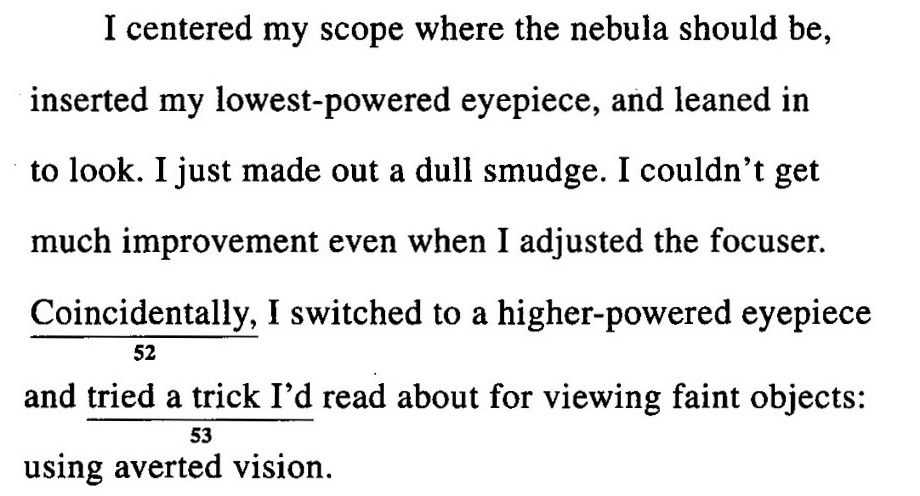 I centered my scope where the nebula should be,
inserted my lowest-powered eyepiece, and leaned in
to look. I just made out a dull smudge. I couldn't get
much improvement even when I adjusted the focuser.
Coincidentally, I switched to a higher-powered eyepiece
52
and tried a trick I'd read about for viewing faint objects:
53
using averted vision.